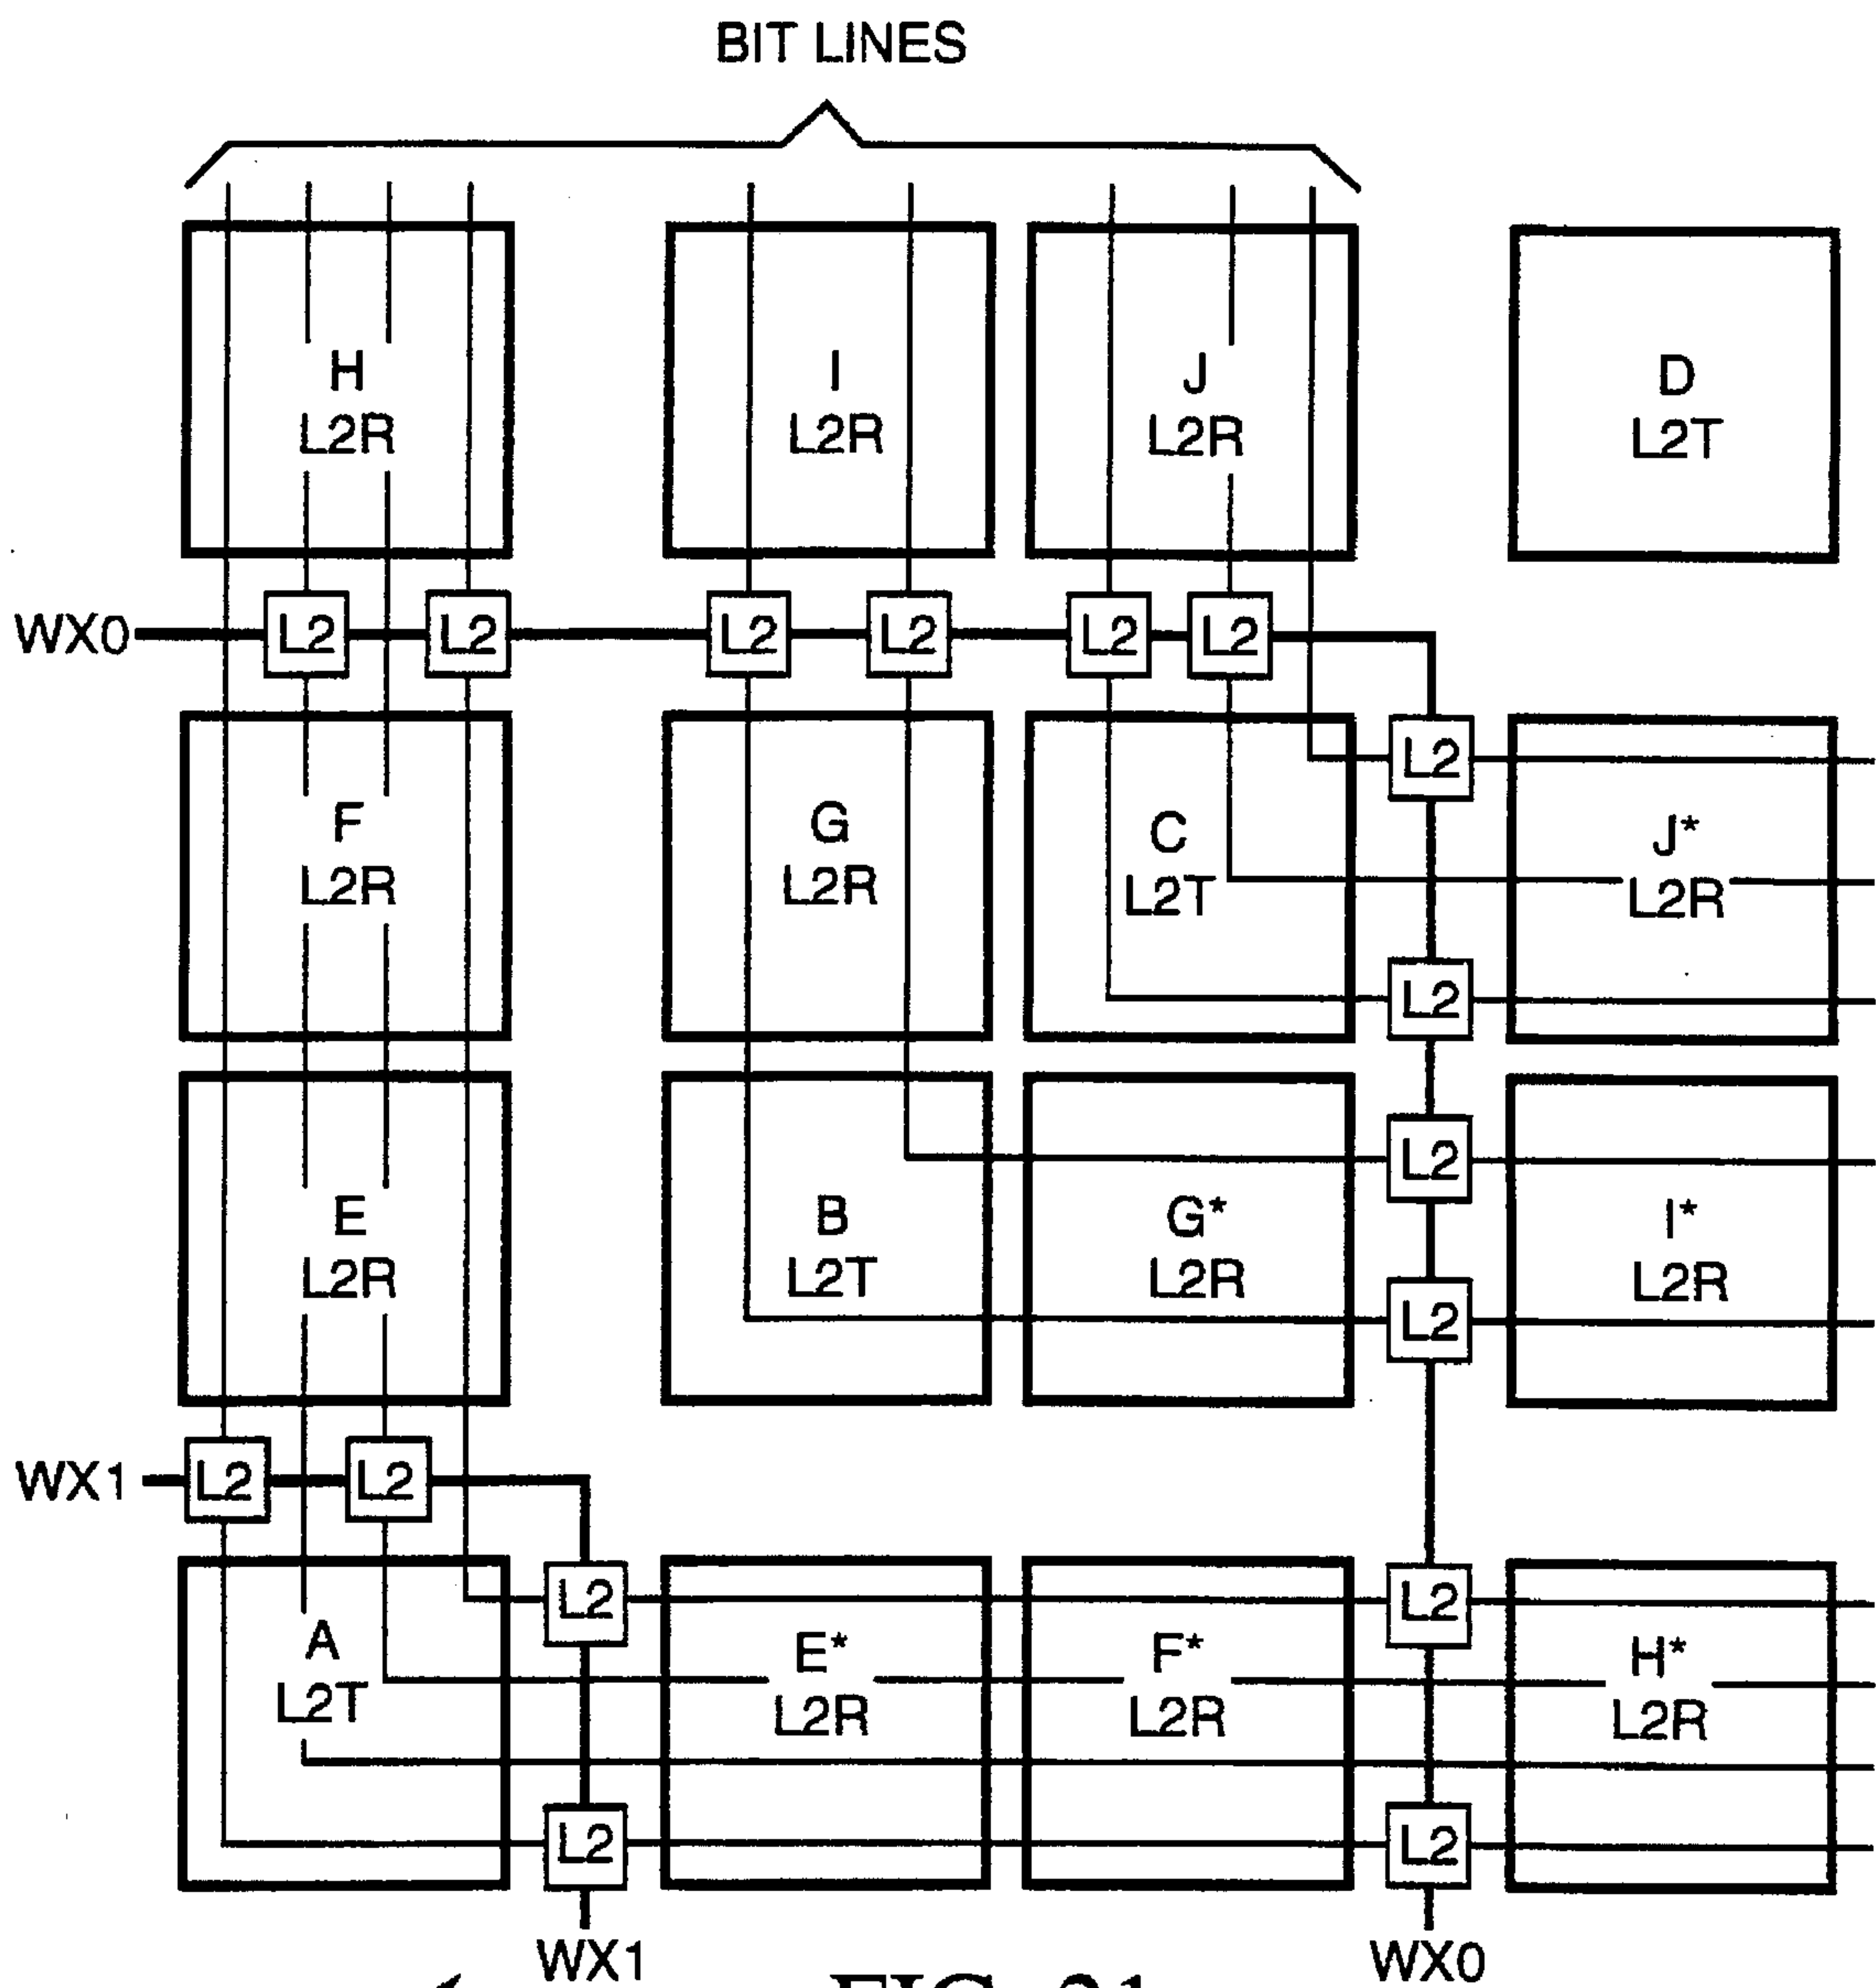 BIT LINES
H I J D
L2R L2R L2R L2T
WX0 L2 L2 L2 L2 L2 L2
L2
F G C J*
L2R L2R L2T L2R
L2
L2
E B G* I*
L2R L2T L2R L2R
L2
WX1 L2 L2
L2 L2
A E* F* H*
L2T L2R L2R L2R
L2 L2
WX1 WX0